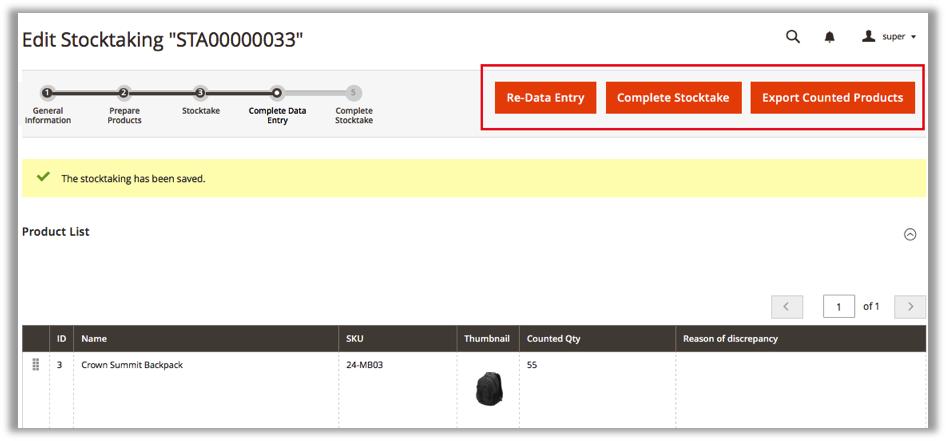 Edit Stocktaking "STA00000033"
super
1 2 3 5
General Information
Prepare Products
Stocktake
Complete Data Entry
Complete Stocktake
Re-Data Entry
Complete Stocktake
Export Counted Products
The stocktaking has been saved.
Product List
1 of 1
ID Name SKU Thumbnail Counted Qty Reason of discrepancy
3 Crown Summit Backpack 24-MB03 55